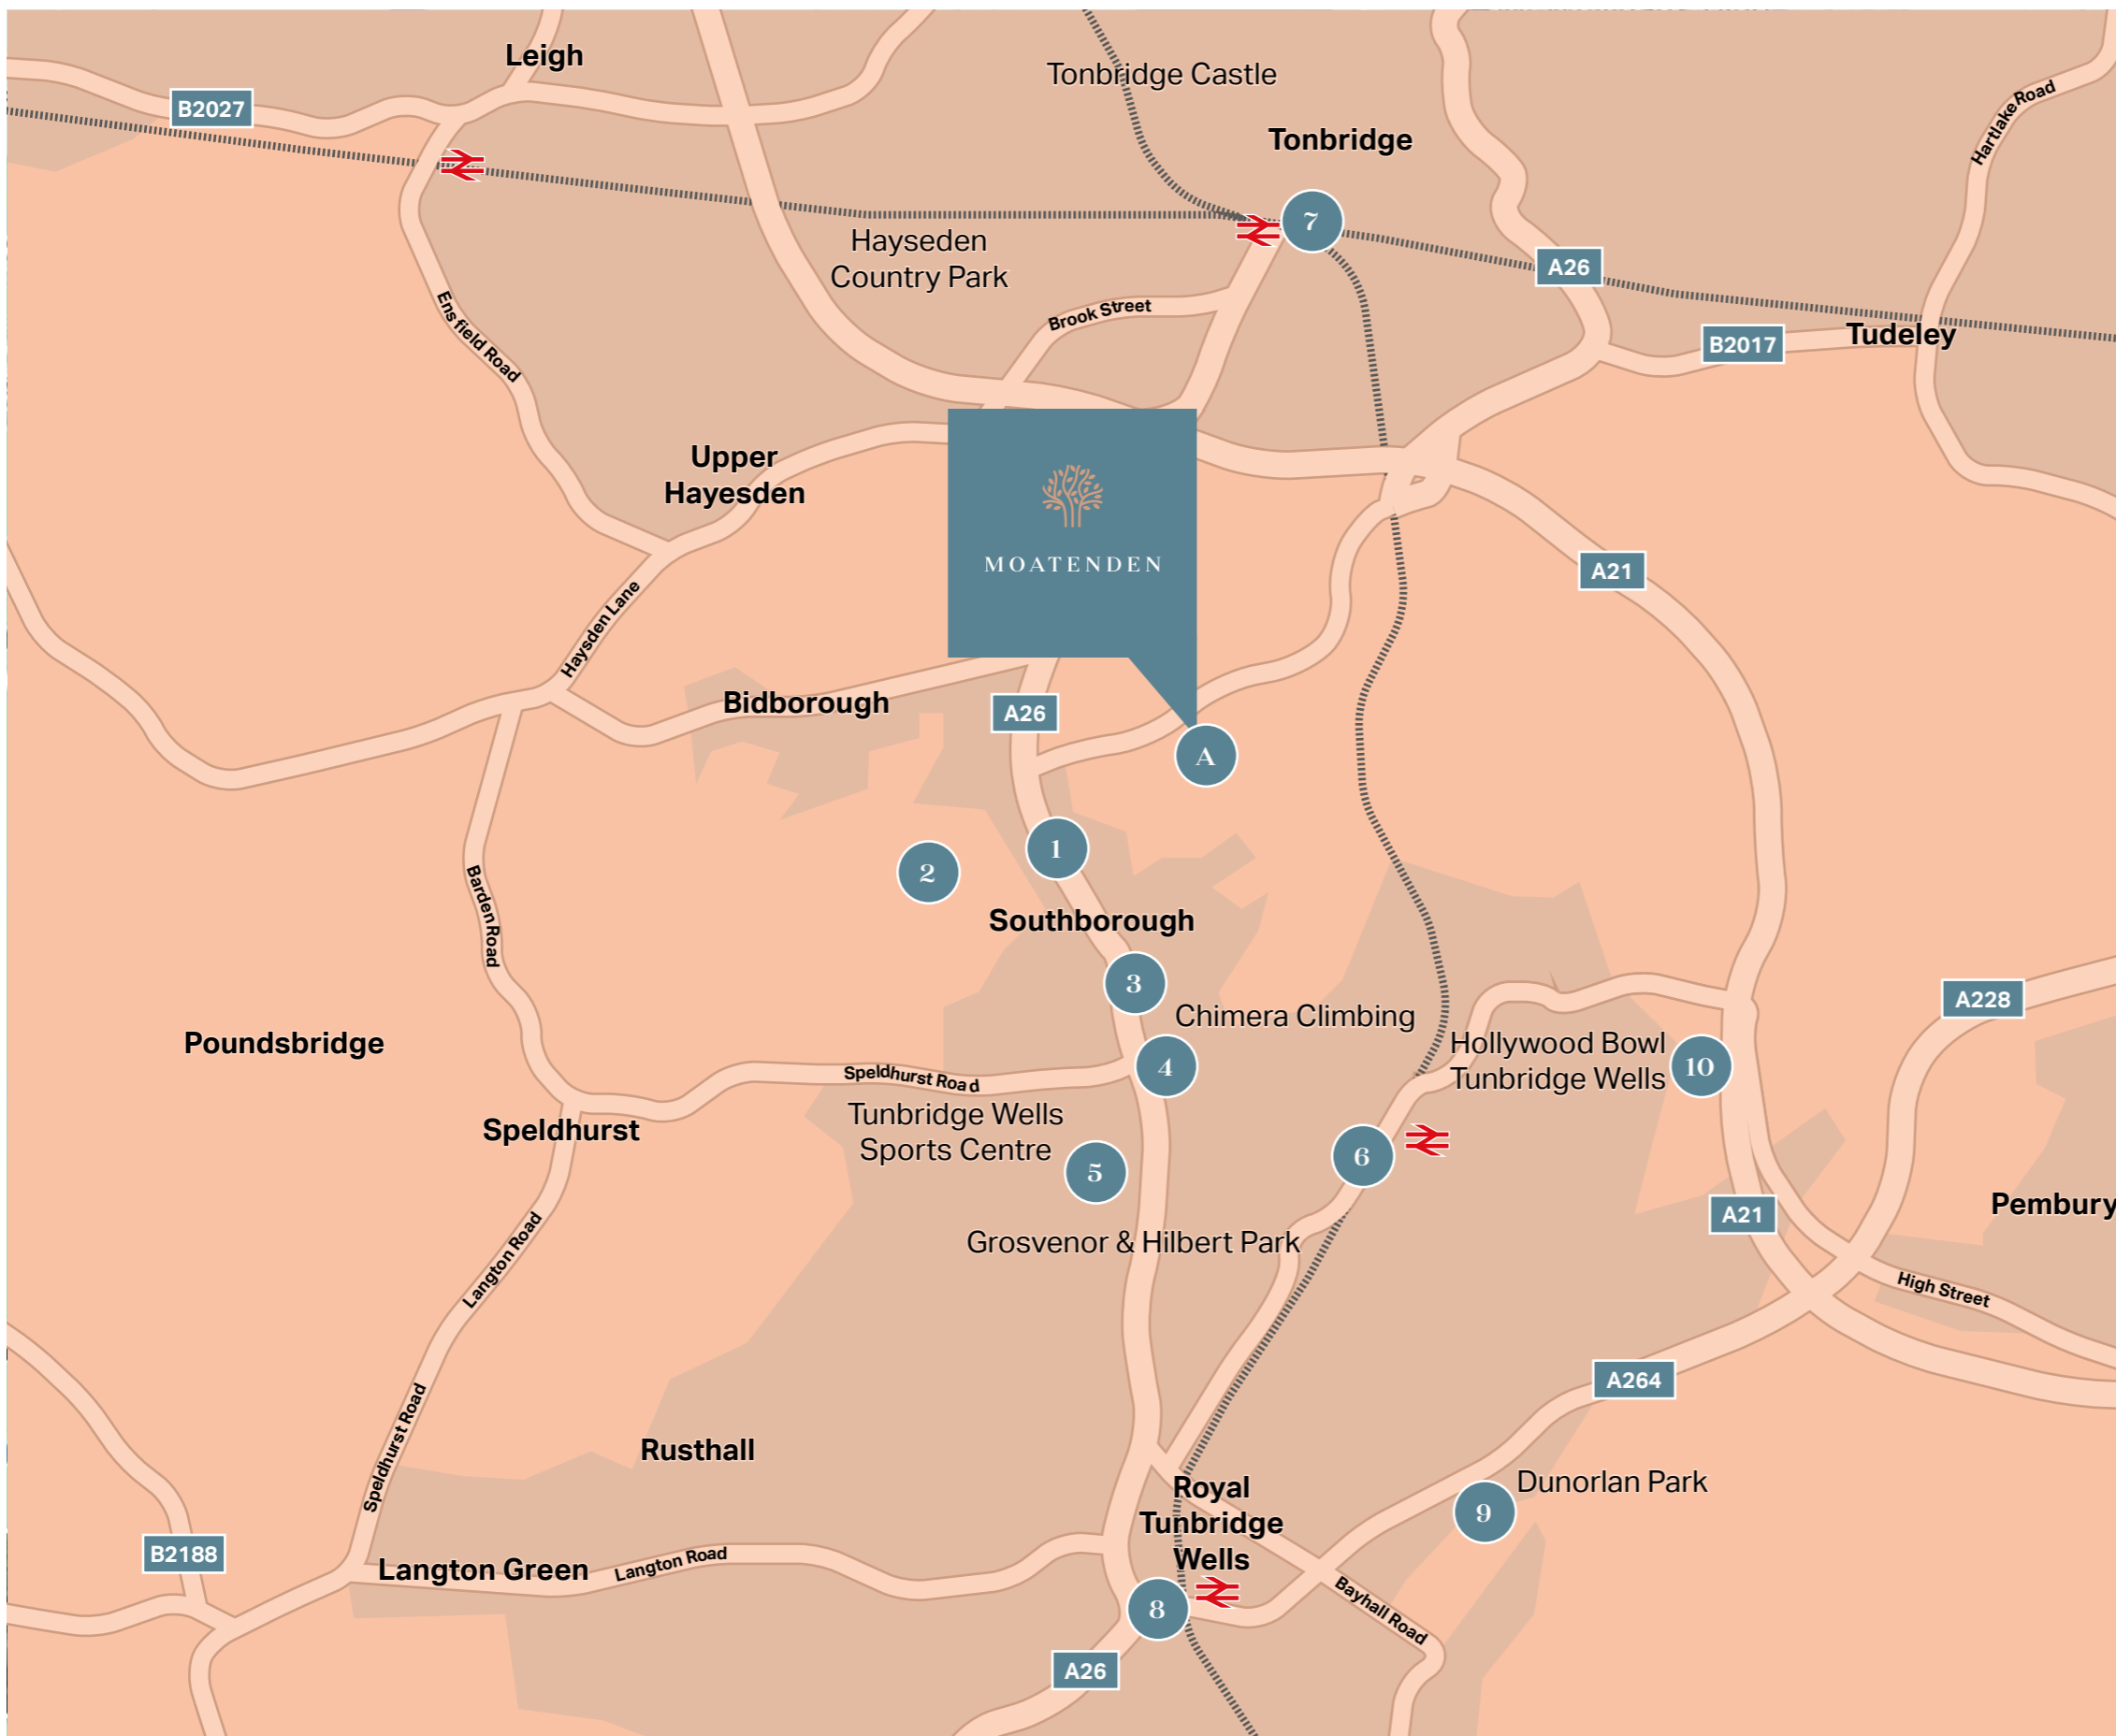 Leigh
Tonbridge Castle
B2027
Hartlake Road
Tonbridge
7
Hayseden
Country Park
A26
Ensfield Road
Brook Street
B2017
Tudeley
Upper
Hayesden
MOATENDEN
A21
Haysden Lane
Bidborough
A26
A
1
2
Barden Road
Southborough
3
A228
Chimera Climbing
Poundsbridge
Hollywood Bowl
Tunbridge Wells
10
4
Speldhurst Road
Tunbridge Wells
Sports Centre
Speldhurst
5
6
A21
Pembury
Grosvenor & Hilbert Park
Langton Road
High Street
A264
Speldhurst Road
Rusthall
Royal
Tunbridge
Wells
Dunorlan Park
9
B2188
Langton Green
Langton Road
8
Bayhall Road
A26